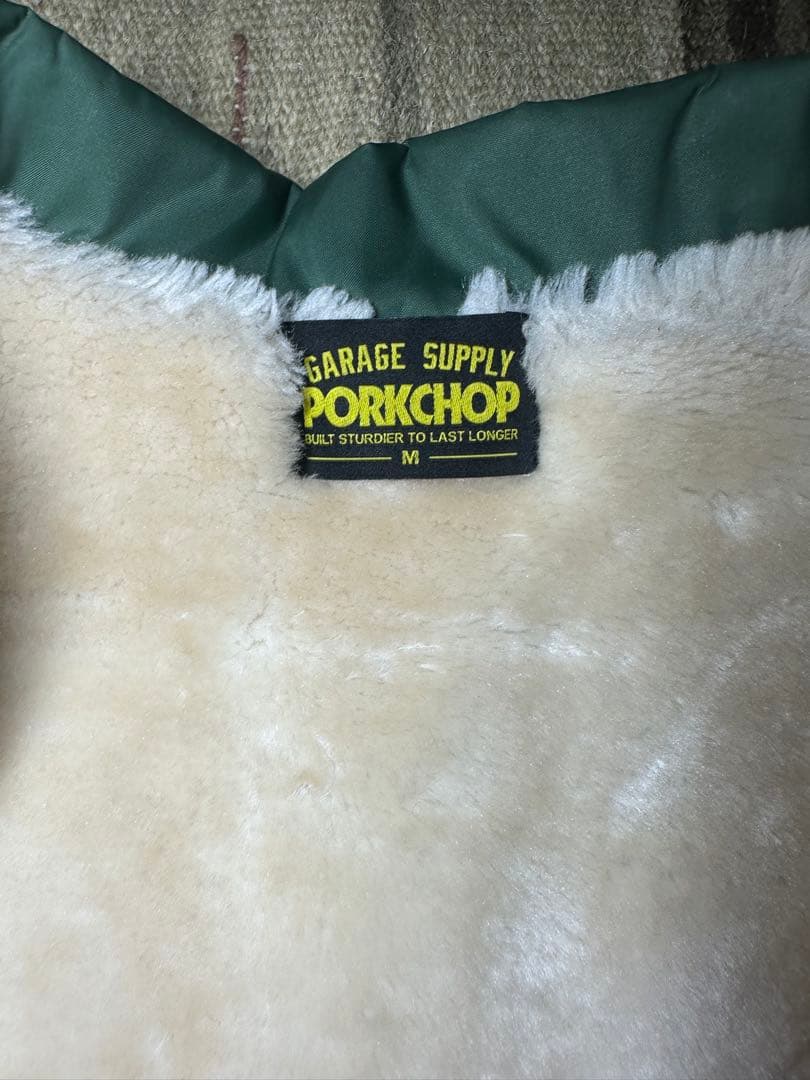 GARAGE SUPPLY
PORKCHOP
BUILT STURDIER TO LAST LONGER
M